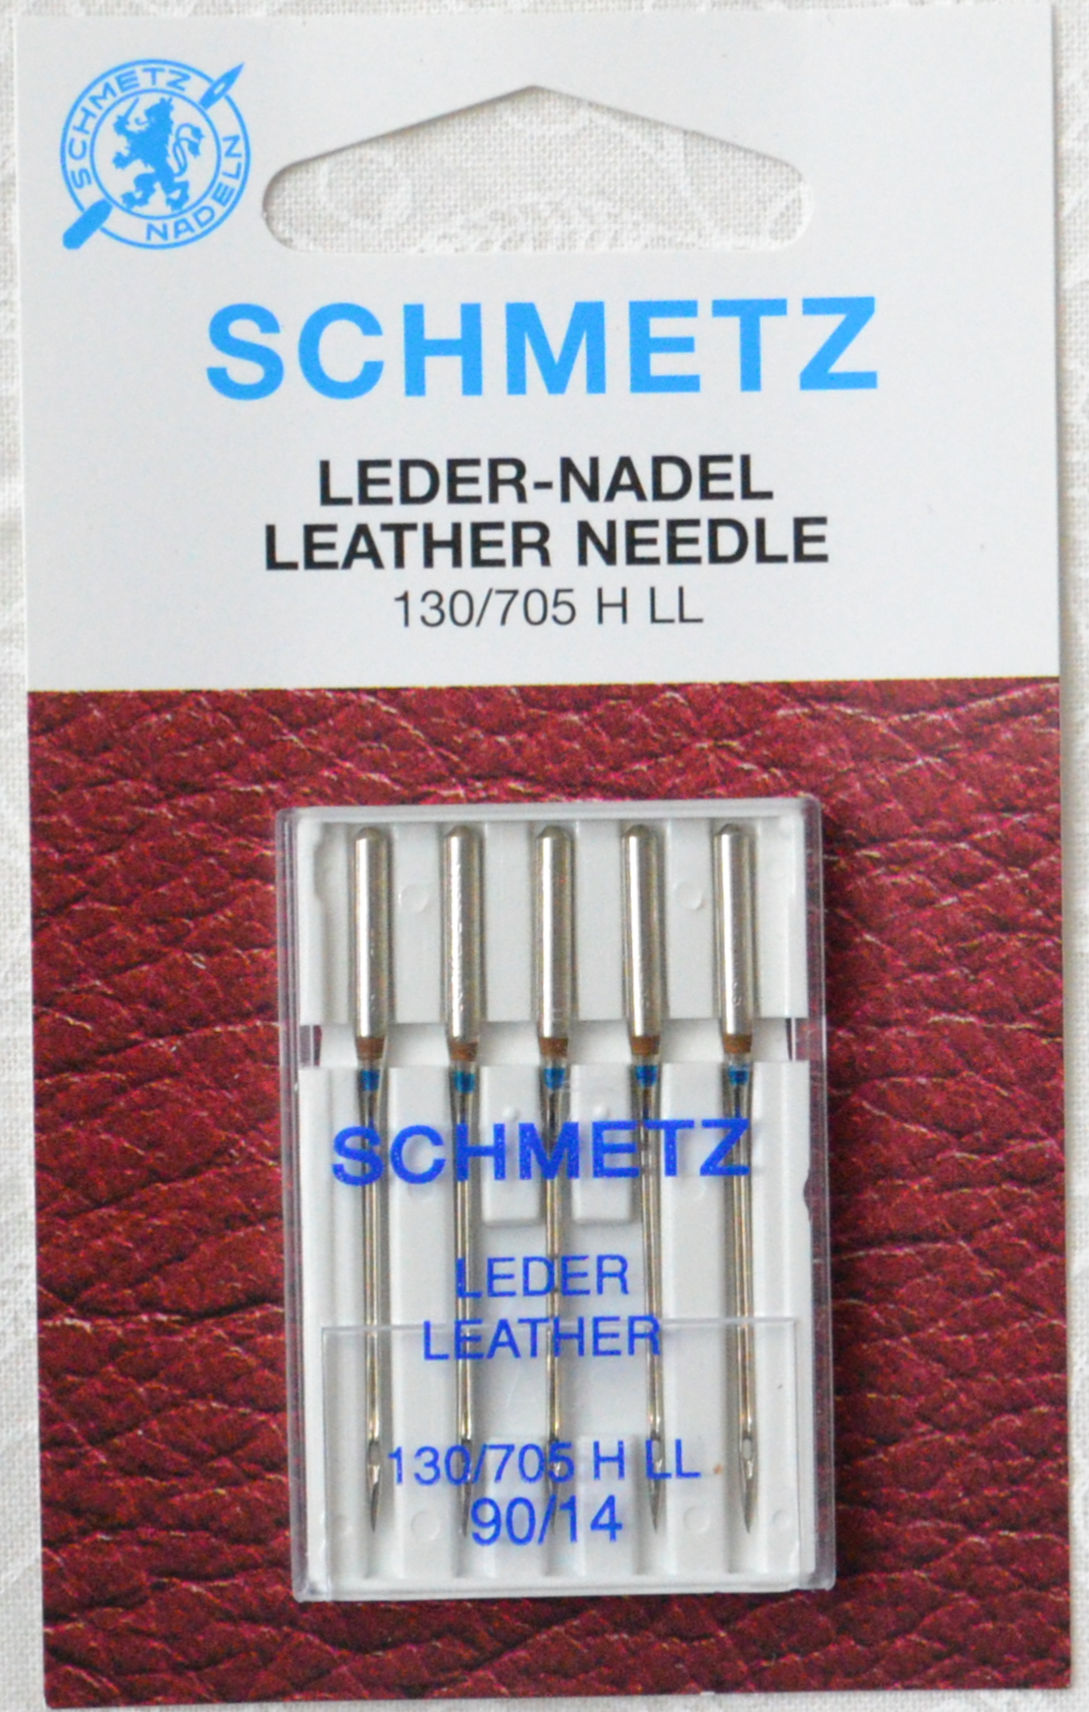 SCHMETZ
NADELN
SCHMETZ
LEDER-NADEL
LEATHER NEEDLE
130/705 H LL
SCHMETZ
LEDER
LEATHER
130/705 H LL
90/14